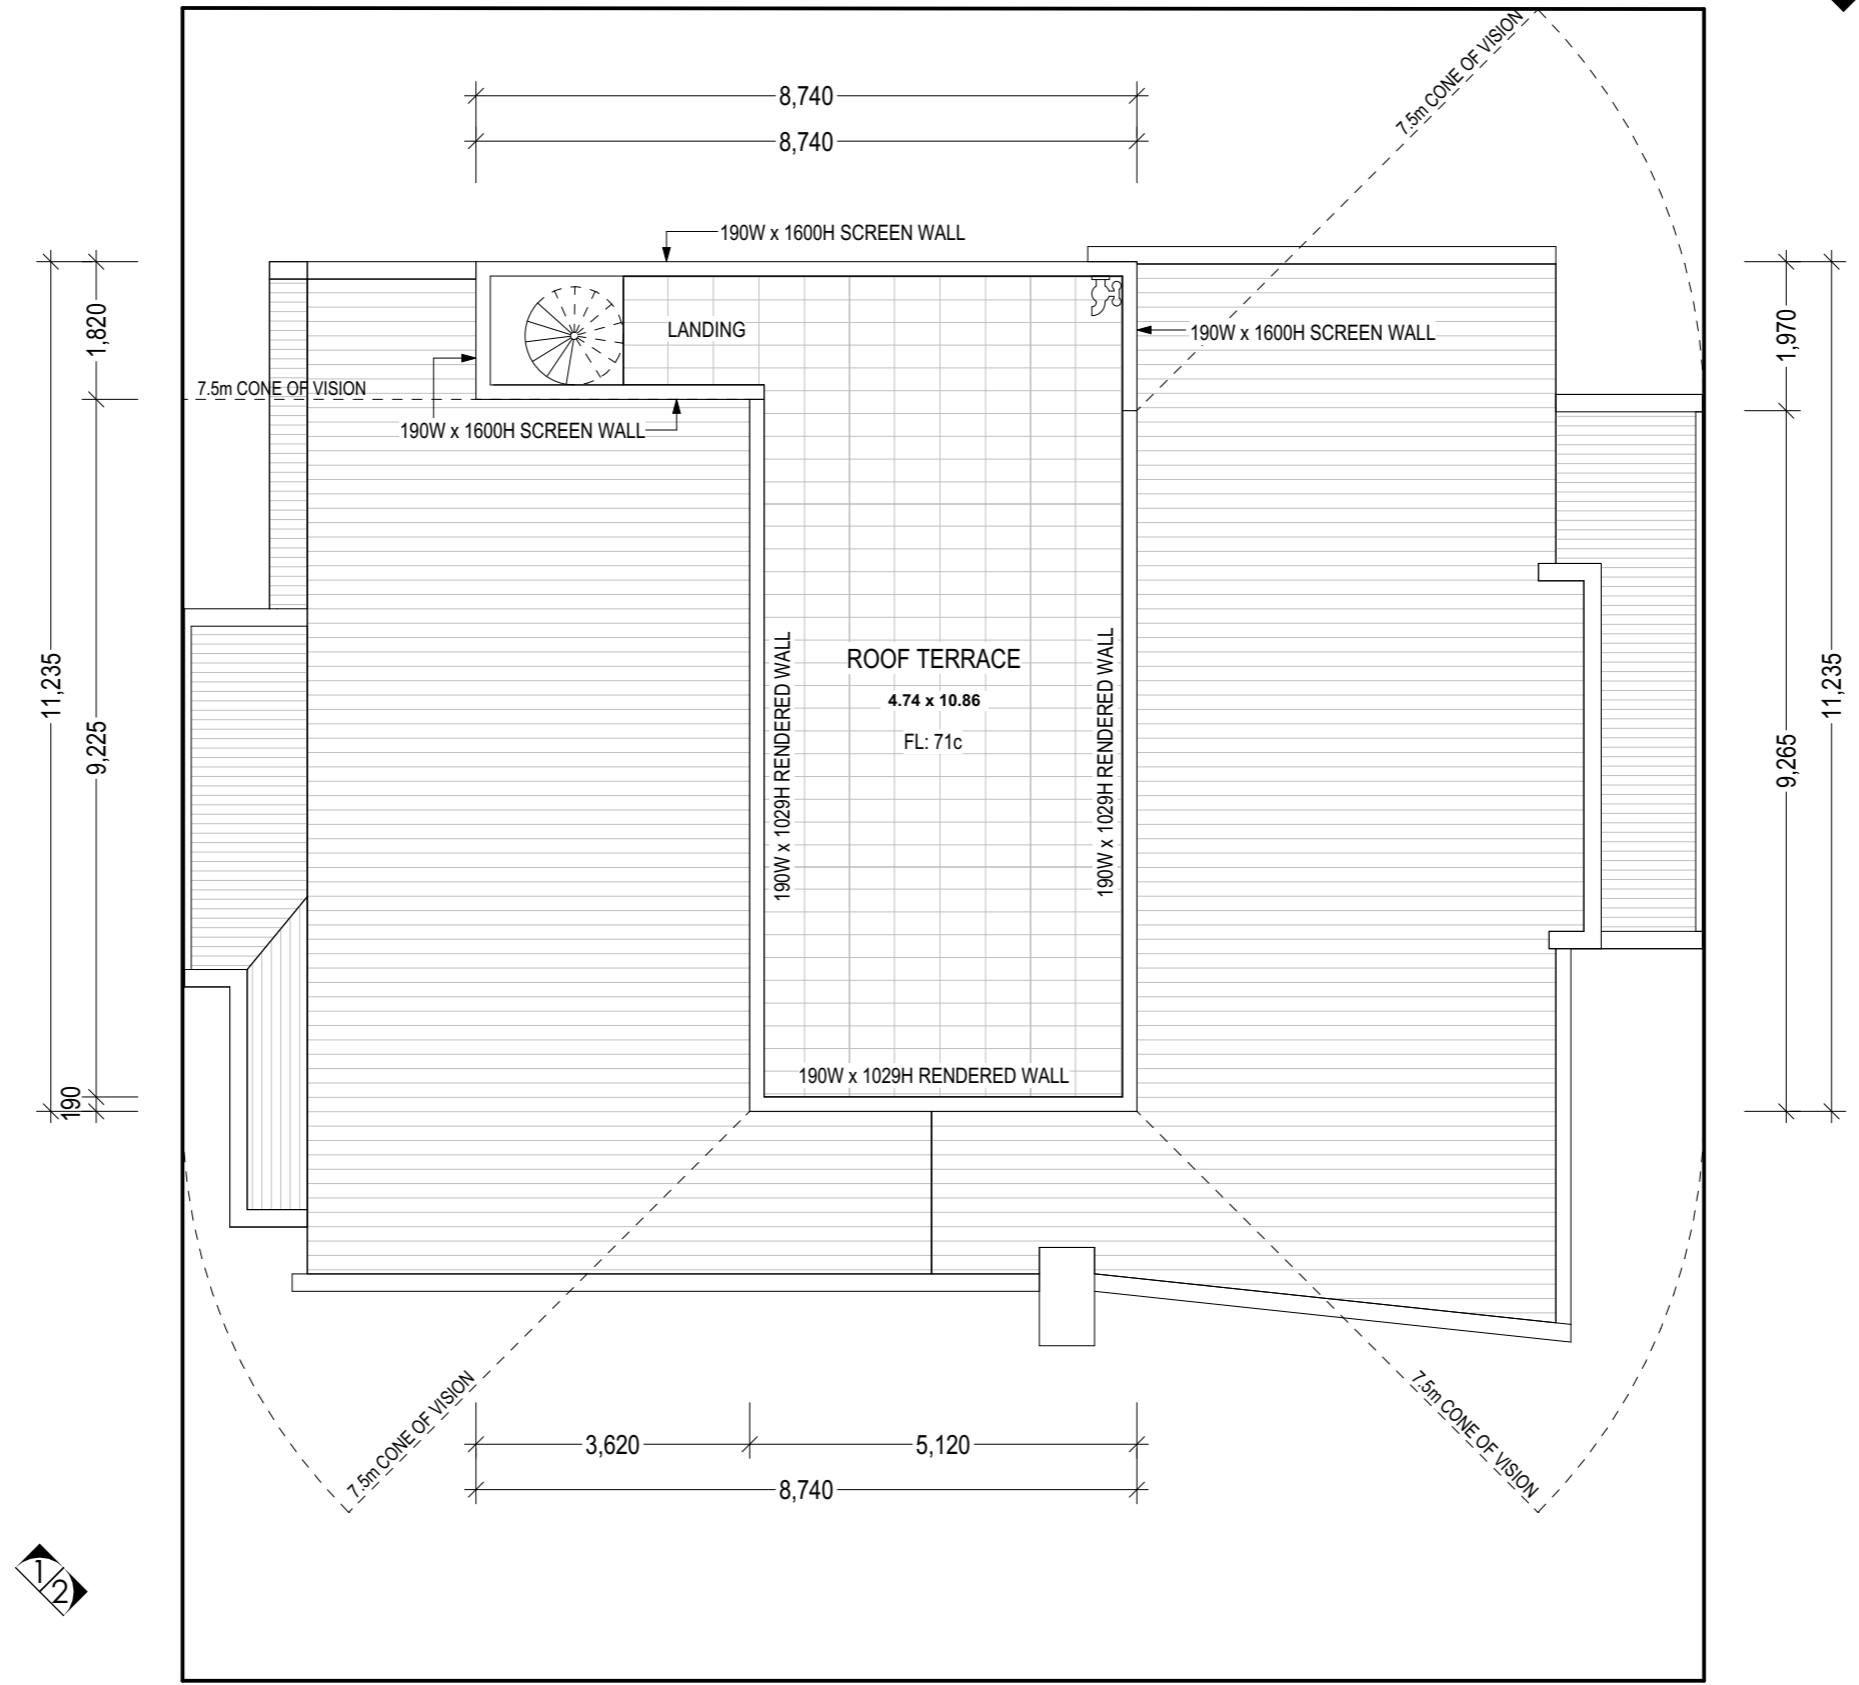 7.5m CONE OF VISION
8,740
8,740
190W x 1600H SCREEN WALL
LANDING
190W x 1600H SCREEN WALL
7.5m CONE OF VISION
190W x 1600H SCREEN WALL
1,820
11,235
9,225
190
1,970
11,235
9,265
190W x 1029H RENDERED WALL
ROOF TERRACE
4.74 x 10.86
FL: 71c
190W x 1029H RENDERED WALL
190W x 1029H RENDERED WALL
7.5m CONE OF VISION
7.5m CONE OF VISION
3,620
5,120
8,740
1
2